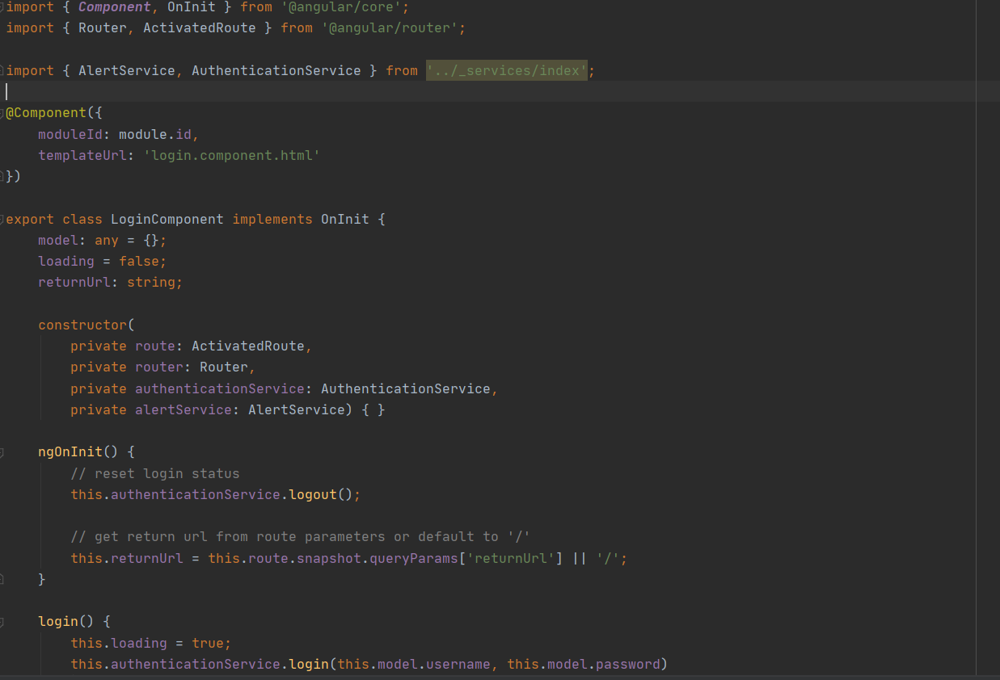 import { Component, OnInit } from '@angular/core';
import { Router, ActivatedRoute } from '@angular/router';
import { AlertService, AuthenticationService } from '../_services/index';
@Component({
    moduleId: module.id,
    templateUrl: 'login.component.html'
})
export class LoginComponent implements OnInit {
    model: any = {};
    loading = false;
    returnUrl: string;
    constructor(
        private route: ActivatedRoute,
        private router: Router,
        private authenticationService: AuthenticationService,
        private alertService: AlertService) { }
    ngOnInit() {
        // reset login status
        this.authenticationService.logout();
        // get return url from route parameters or default to '/'
        this.returnUrl = this.route.snapshot.queryParams['returnUrl'] || '/';
    }
    login() {
        this.loading = true;
        this.authenticationService.login(this.model.username, this.model.password)